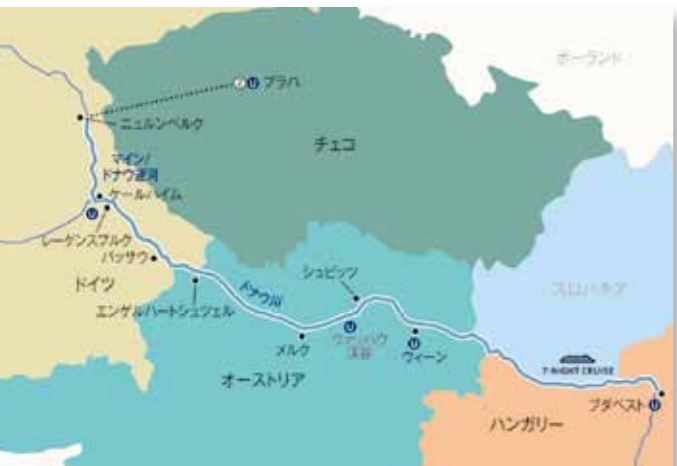 ポーランド
プラハ
ニュルンベルク
チェコ
マイン/
ドナウ運河
ケールハイム
レーゲンスブルク
パッサウ
ドイツ
エンゲルハートシュツェル
ドナウ川
シュピッツ
スロバキア
メルク
ヴァッハウ
渓谷
ウィーン
オーストリア
7-NIGHT CRUISE
ブダペスト
ハンガリー